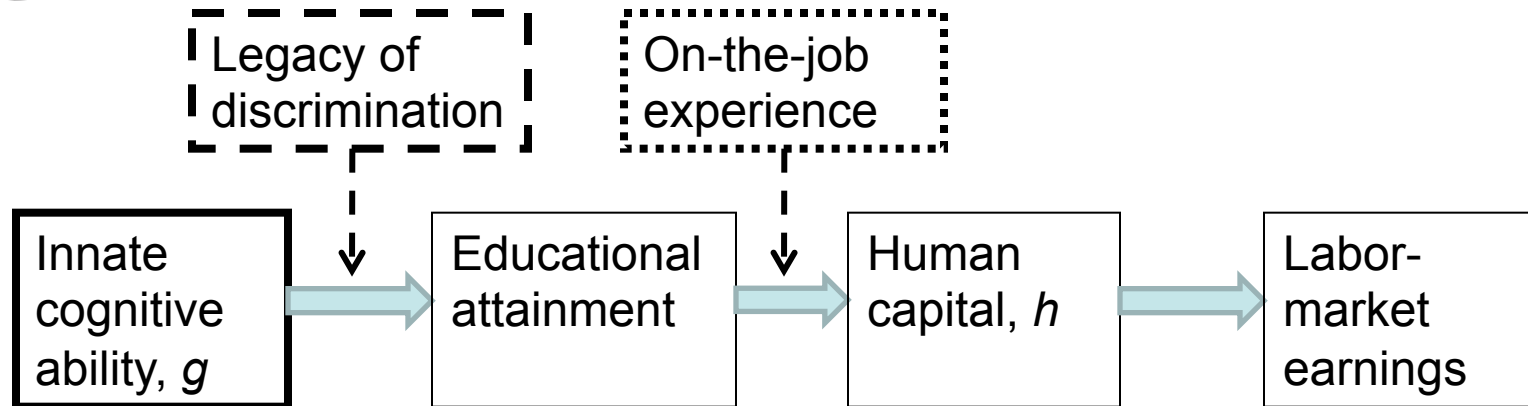 Legacy of
discrimination
On-the-job
experience
Innate
cognitive
ability, g
Educational
attainment
Human
capital, h
Labor-
market
earnings